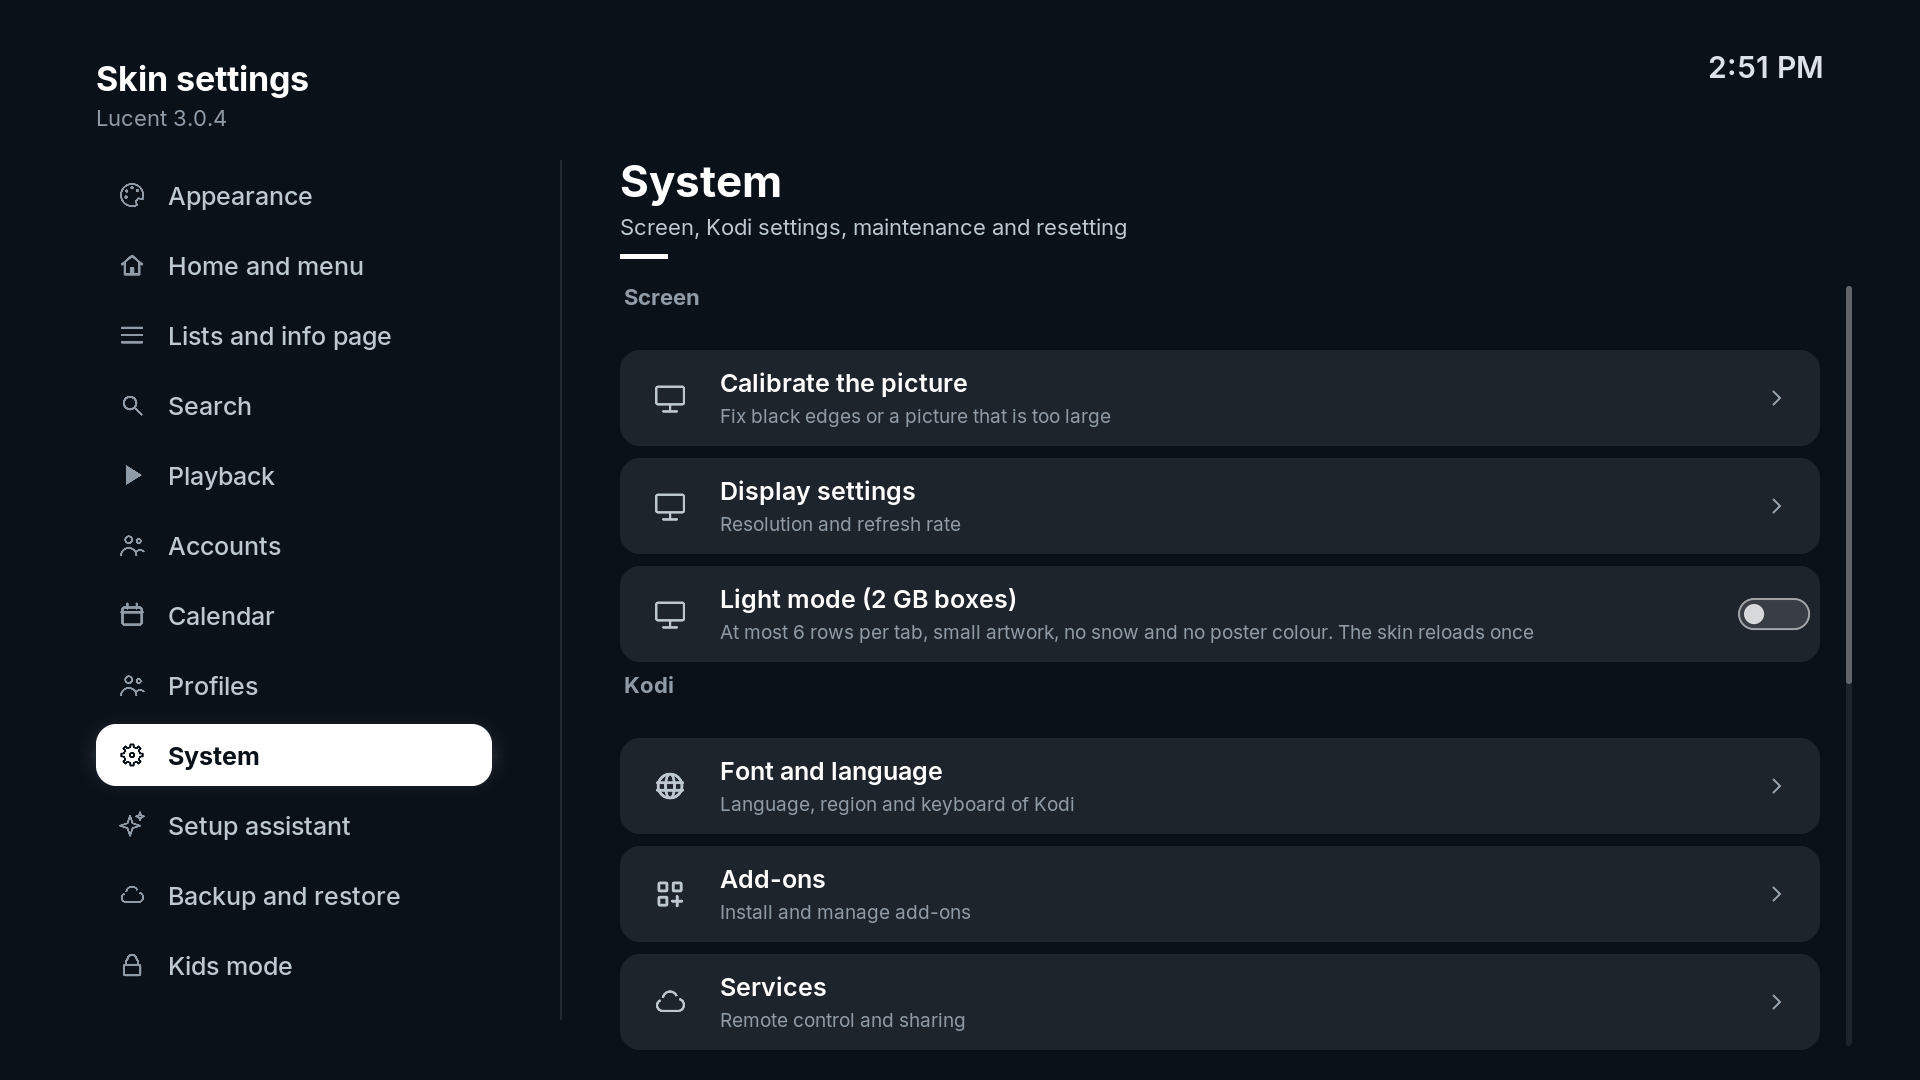 Skin settings
Lucent 3.0.4
2:51 PM
Appearance
Home and menu
Lists and info page
Search
Playback
Accounts
Calendar
Profiles
System
Setup assistant
Backup and restore
Kids mode
System
Screen, Kodi settings, maintenance and resetting
Screen
Calibrate the picture
Fix black edges or a picture that is too large
Display settings
Resolution and refresh rate
Light mode (2 GB boxes)
At most 6 rows per tab, small artwork, no snow and no poster colour. The skin reloads once
Kodi
Font and language
Language, region and keyboard of Kodi
Add-ons
Install and manage add-ons
Services
Remote control and sharing